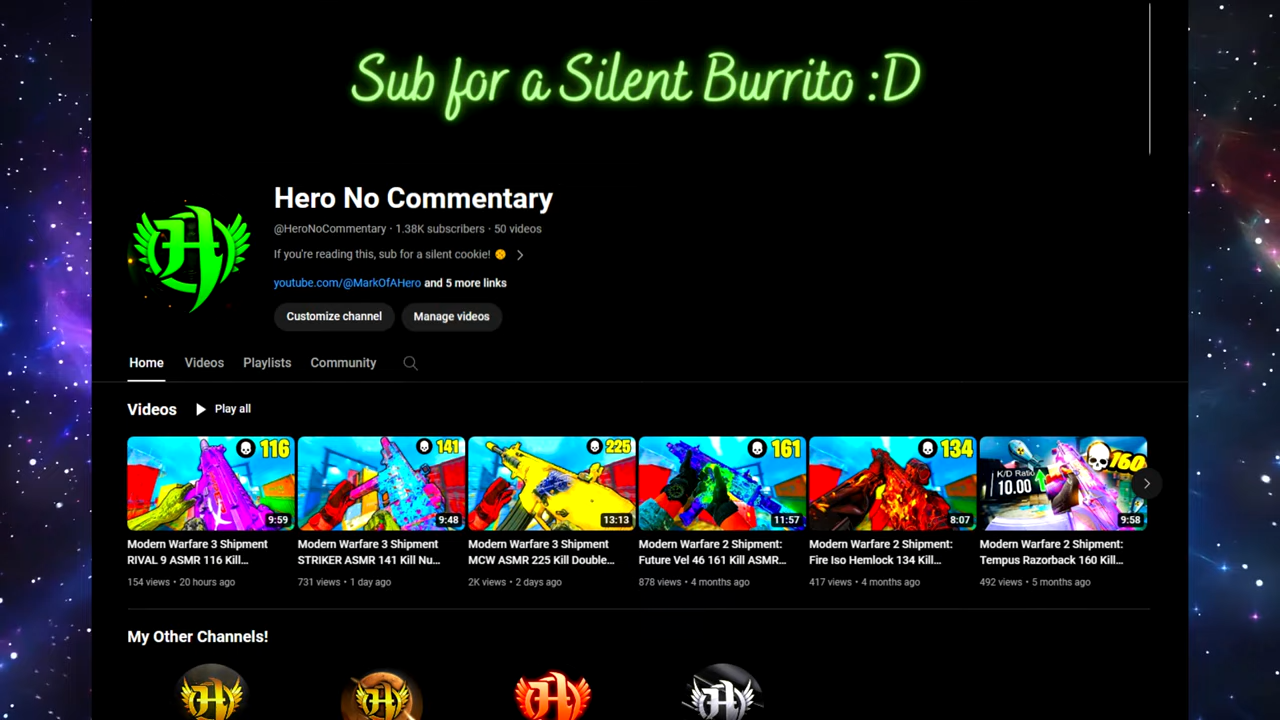 Sub for a Silent Burrito :D
Hero No Commentary
@HeroNoCommentary · 1.38K subscribers · 50 videos
If you're reading this, sub for a silent cookie! 🍪
youtube.com/@MarkOfAHero and 5 more links
Customize channel Manage videos
Home Videos Playlists Community
Videos Play all
116 141 225 161 134 160
K/D Ratio
10.00
9:59 9:48 13:13 11:57 8:07 9:58
Modern Warfare 3 Shipment Modern Warfare 3 Shipment Modern Warfare 3 Shipment Modern Warfare 2 Shipment: Modern Warfare 2 Shipment: Modern Warfare 2 Shipment:
RIVAL 9 ASMR 116 Kill... STRIKER ASMR 141 Kill Nu... MCW ASMR 225 Kill Double... Future Vel 46 161 Kill ASMR... Fire Iso Hemlock 134 Kill... Tempus Razorback 160 Kill...
154 views • 20 hours ago 731 views • 1 day ago 2K views • 2 days ago 878 views • 4 months ago 417 views • 4 months ago 492 views • 5 months ago
My Other Channels!